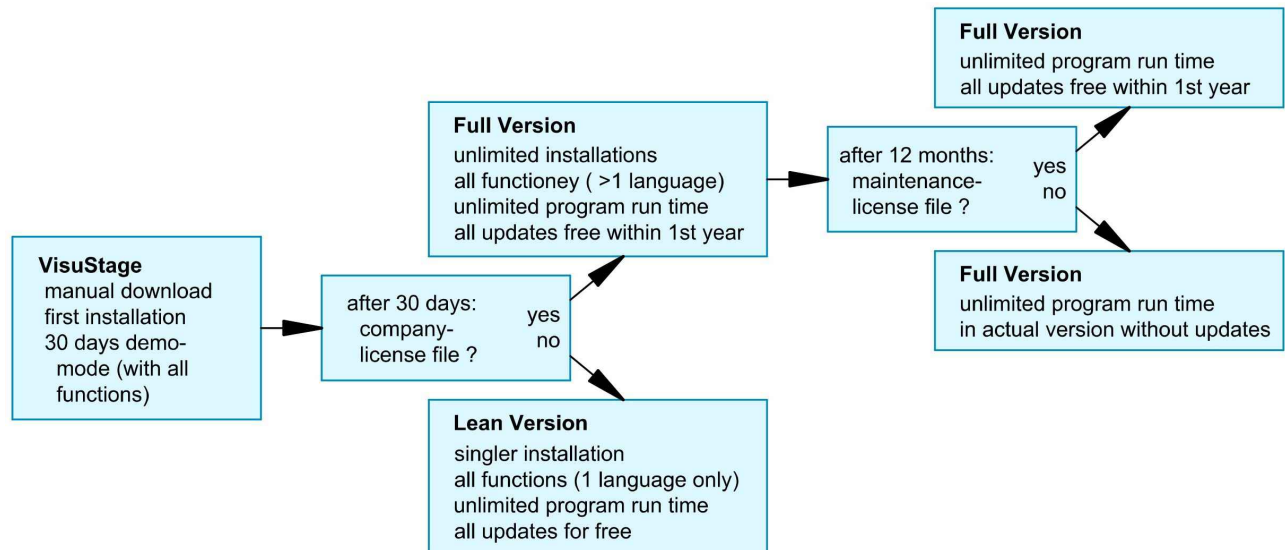 VisuStage
manual download
first installation
30 days demo-
mode (with all
functions)
after 30 days:
company-
license file ?
yes
no
Full Version
unlimited installations
all functioney ( >1 language)
unlimited program run time
all updates free within 1st year
Lean Version
singler installation
all functions (1 language only)
unlimited program run time
all updates for free
after 12 months:
maintenance-
license file ?
yes
no
Full Version
unlimited program run time
all updates free within 1st year
Full Version
unlimited program run time
in actual version without updates